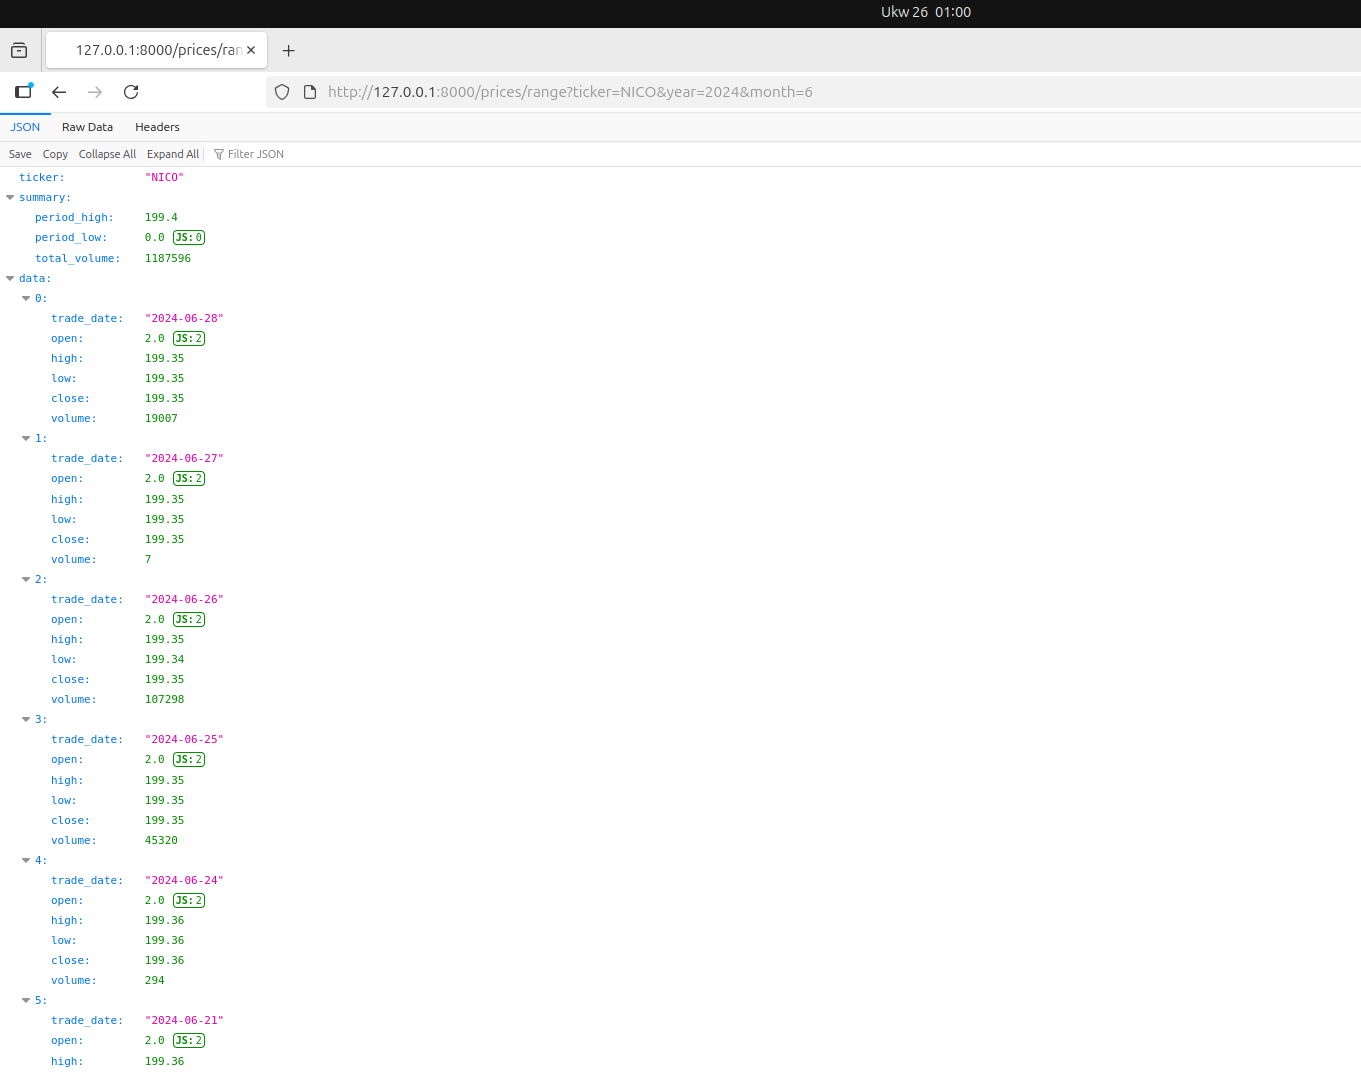 Ukw 26 01:00
127.0.0.1:8000/prices/ran
http://127.0.0.1:8000/prices/range?ticker=NICO&year=2024&month=6
JSON Raw Data Headers
Save Copy Collapse All Expand All Filter JSON
ticker: "NICO"
summary:
period_high: 199.4
period_low: 0.0 JS:0
total_volume: 1187596
data:
0:
trade_date: "2024-06-28"
open: 2.0 JS:2
high: 199.35
low: 199.35
close: 199.35
volume: 19007
1:
trade_date: "2024-06-27"
open: 2.0 JS:2
high: 199.35
low: 199.35
close: 199.35
volume: 7
2:
trade_date: "2024-06-26"
open: 2.0 JS:2
high: 199.35
low: 199.34
close: 199.35
volume: 107298
3:
trade_date: "2024-06-25"
open: 2.0 JS:2
high: 199.35
low: 199.35
close: 199.35
volume: 45320
4:
trade_date: "2024-06-24"
open: 2.0 JS:2
high: 199.36
low: 199.36
close: 199.36
volume: 294
5:
trade_date: "2024-06-21"
open: 2.0 JS:2
high: 199.36